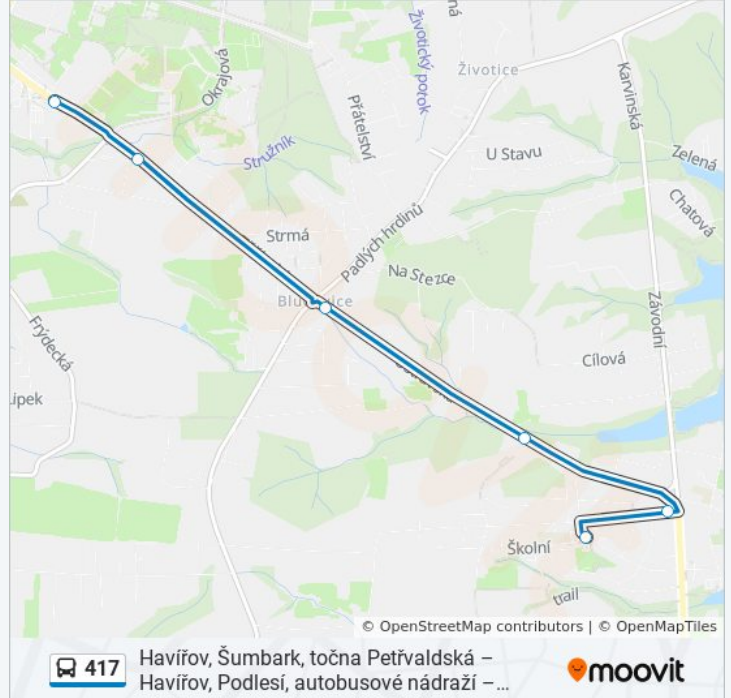 ná
Životický potok
Životice
Okrajová
Karvinská
Přátelství
Stružník
U Stavu
Zelená
Chatová
Padlých hrdinů
Strmá
Na Stezce
Závodní
Frýdecká
Cílová
Lípek
Školní
trail
© OpenStreetMap contributors | © OpenMapTiles
417
Havířov, Šumbark, točna Petřvaldská –
Havířov, Podlesí, autobusové nádraží –...
moovit